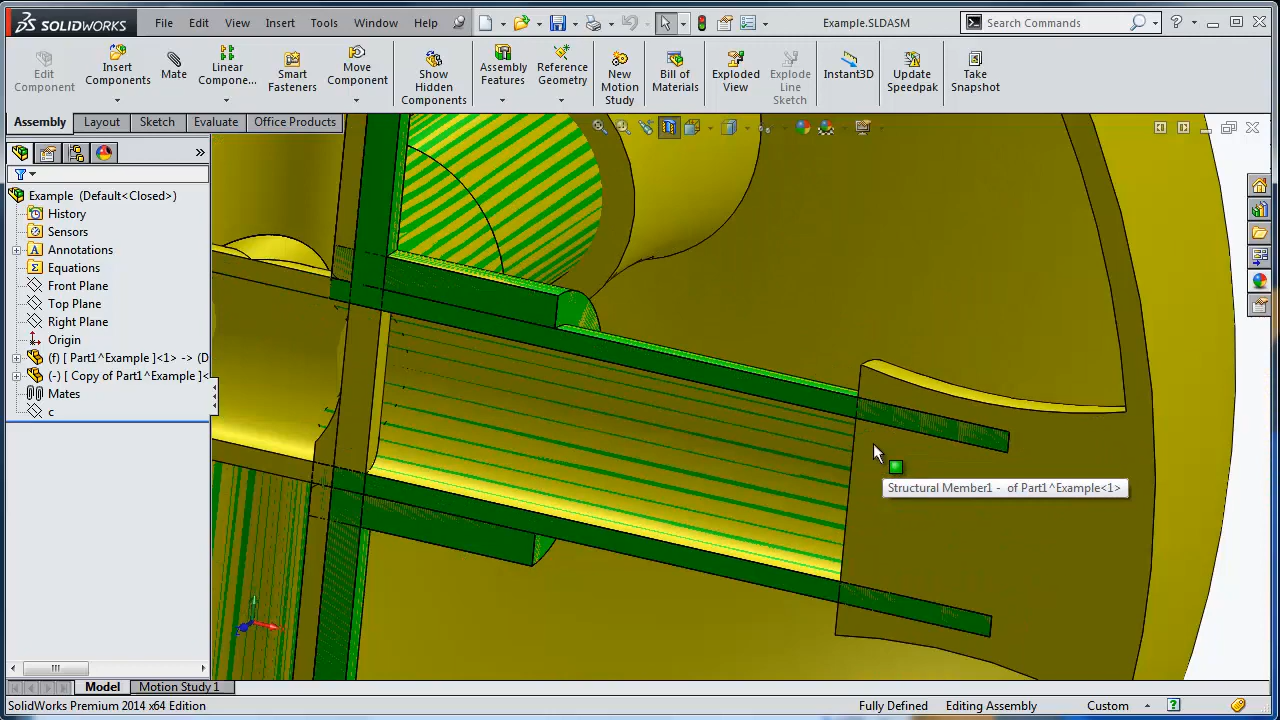 SOLIDWORKS File Edit View Insert Tools Window Help Example.SLDASM Search Commands
Edit Component
Insert Components
Mate
Linear Compone...
Smart Fasteners
Move Component
Show Hidden Components
Assembly Features
Reference Geometry
New Motion Study
Bill of Materials
Exploded View
Explode Line Sketch
Instant3D
Update Speedpak
Take Snapshot
Assembly Layout Sketch Evaluate Office Products
Example (Default<Closed>)
History
Sensors
Annotations
Equations
Front Plane
Top Plane
Right Plane
Origin
(f) [ Part1^Example ]<1> -> (D
(-) [ Copy of Part1^Example ]<
Mates
c
Structural Member1 - of Part1^Example<1>
Model Motion Study 1
SolidWorks Premium 2014 x64 Edition Fully Defined Editing Assembly Custom